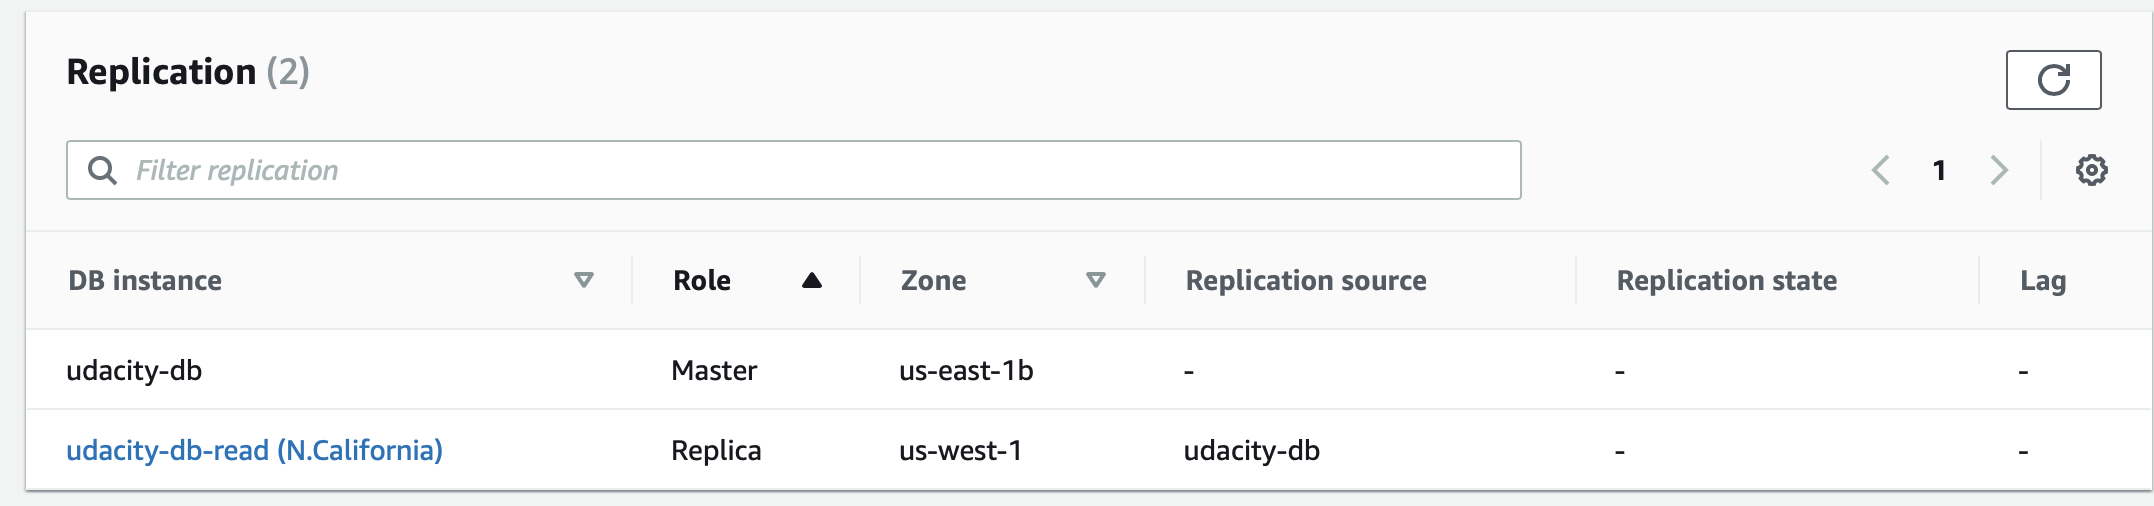 Replication (2)
Filter replication
1
DB instance Role Zone Replication source Replication state Lag
udacity-db Master us-east-1b - - -
udacity-db-read (N.California) Replica us-west-1 udacity-db - -